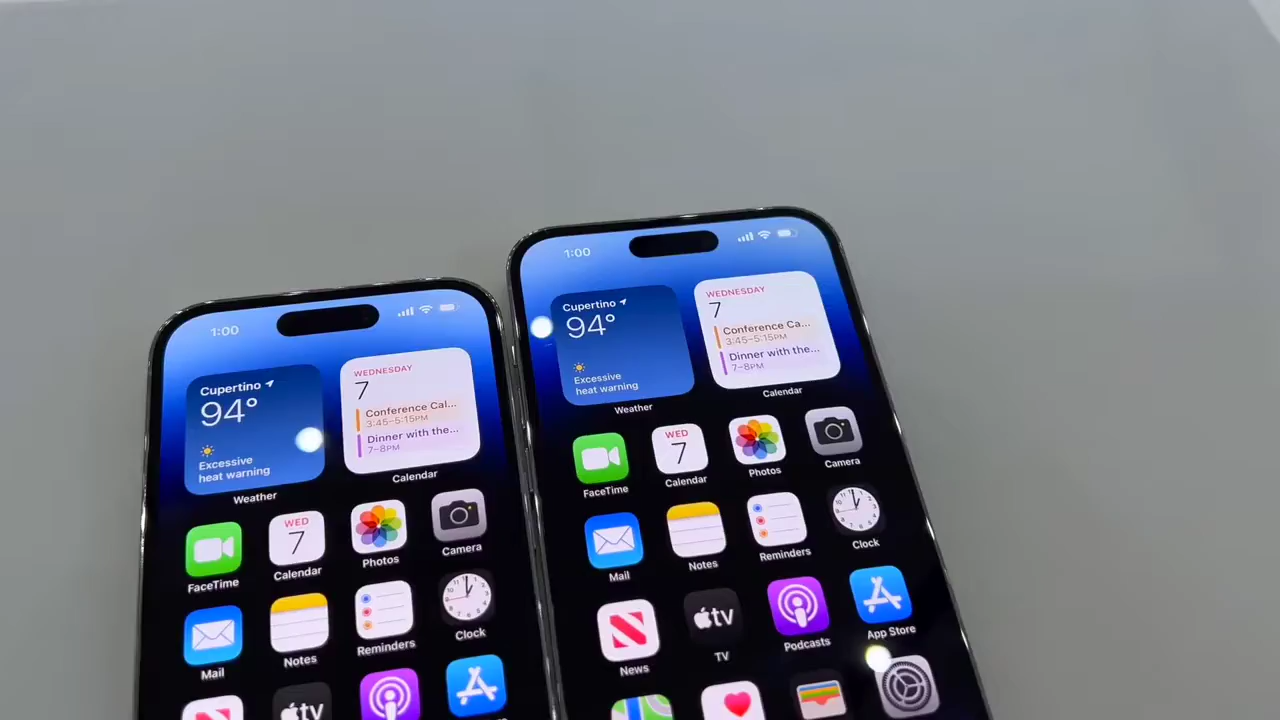 1:00
Cupertino
94°
Excessive
heat warning
Weather
WEDNESDAY
7
Conference Cal...
3:45–5:15PM
Dinner with the...
7–8PM
Calendar
FaceTime
WED
7
Calendar
Photos
Camera
Mail
Notes
Reminders
Clock
tv
1:00
Cupertino
94°
Excessive
heat warning
Weather
WEDNESDAY
7
Conference Ca...
3:45–5:15PM
Dinner with the...
7–8PM
Calendar
FaceTime
WED
7
Calendar
Photos
Camera
Mail
Notes
Reminders
Clock
News
tv
TV
Podcasts
App Store